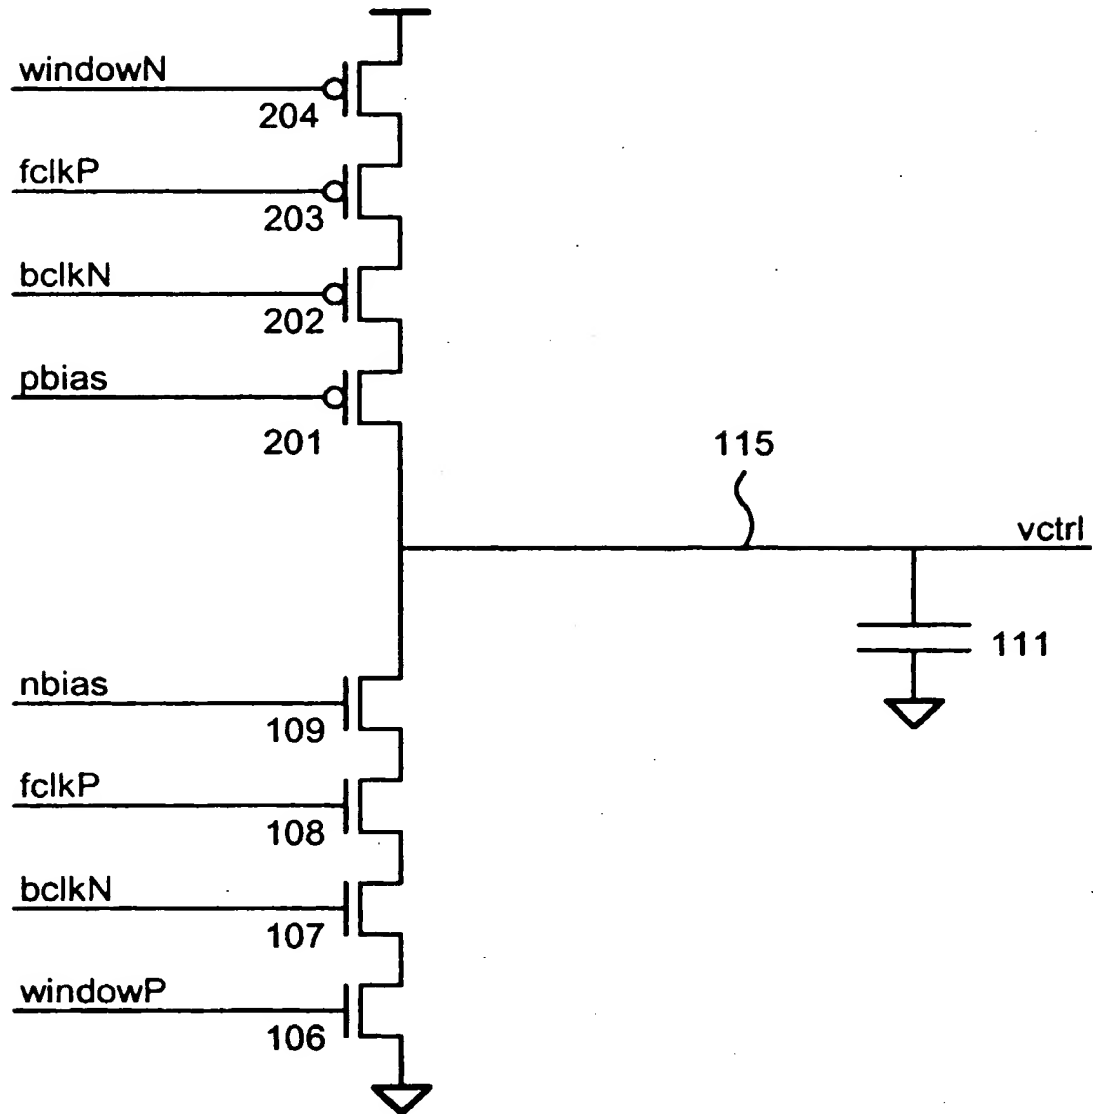 windowN
204
fclkP
203
bclkN
202
pbias
201
115
vctrl
111
nbias
109
fclkP
108
bclkN
107
windowP
106